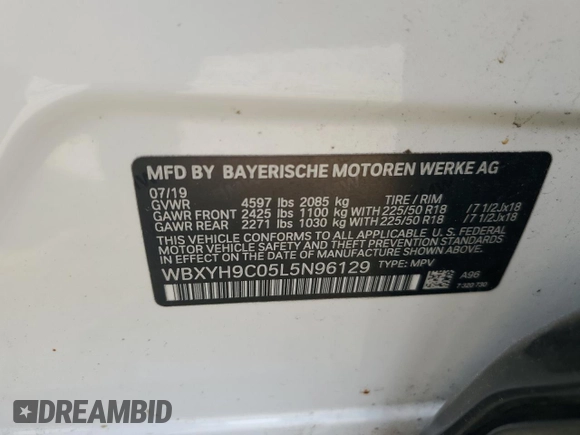 MFD BY BAYERISCHE MOTOREN WERKE AG
07/19
GVWR 4597 lbs 2085 kg TIRE / RIM
GAWR FRONT 2425 lbs 1100 kg WITH 225/50 R18 /7 1/2Jx18
GAWR REAR 2271 lbs 1030 kg WITH 225/50 R18 /7 1/2Jx18
THIS VEHICLE CONFORMS TO ALL APPLICABLE U. S. FEDERAL
MOTOR VEHICLE SAFETY STANDARDS IN EFFECT ON THE
DATE OF MANUFACTURE SHOWN ABOVE.
WBXYH9C05L5N96129 TYPE: MPV
A96
7 322 730
DREAMBID